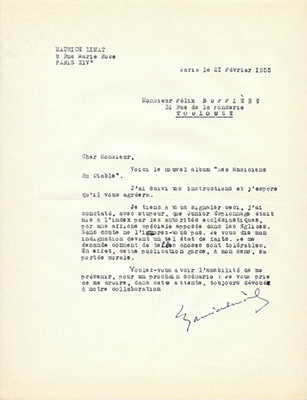 MAURICE LIMAT
8 Rue Marie Rose
PARIS XIV°
Paris le 21 Février 1955
Monsieur Félix BUFFIÈRE
31 Rue de la Fonderie
TOULOUSE
Cher Monsieur,
Voici le nouvel album "Les Musiciens
du Diable".
J'ai suivi vos instructions et j'espère
qu'il vous agréera.
Je tiens à vous signaler ceci, j'ai
constaté, avec stupeur, que Junior Espionnage était
mis à l'index par les autorités ecclésiastiques,
par une affiche spéciale apposée dans les Eglises.
Sans doute ne l'ignorez-vous pas. Je vous dis mon
indignation devant un tel état de faits. Je me
demande comment de telles choses sont tolérables.
En effet, cette publication garde, à mon sens, sa
portée morale.
Voulez-vous avoir l'amabilité de me
prévenir, pour un prochain scénario ? Je vous prie
de me croire, dans cette attente, toujours dévoué
à notre collaboration